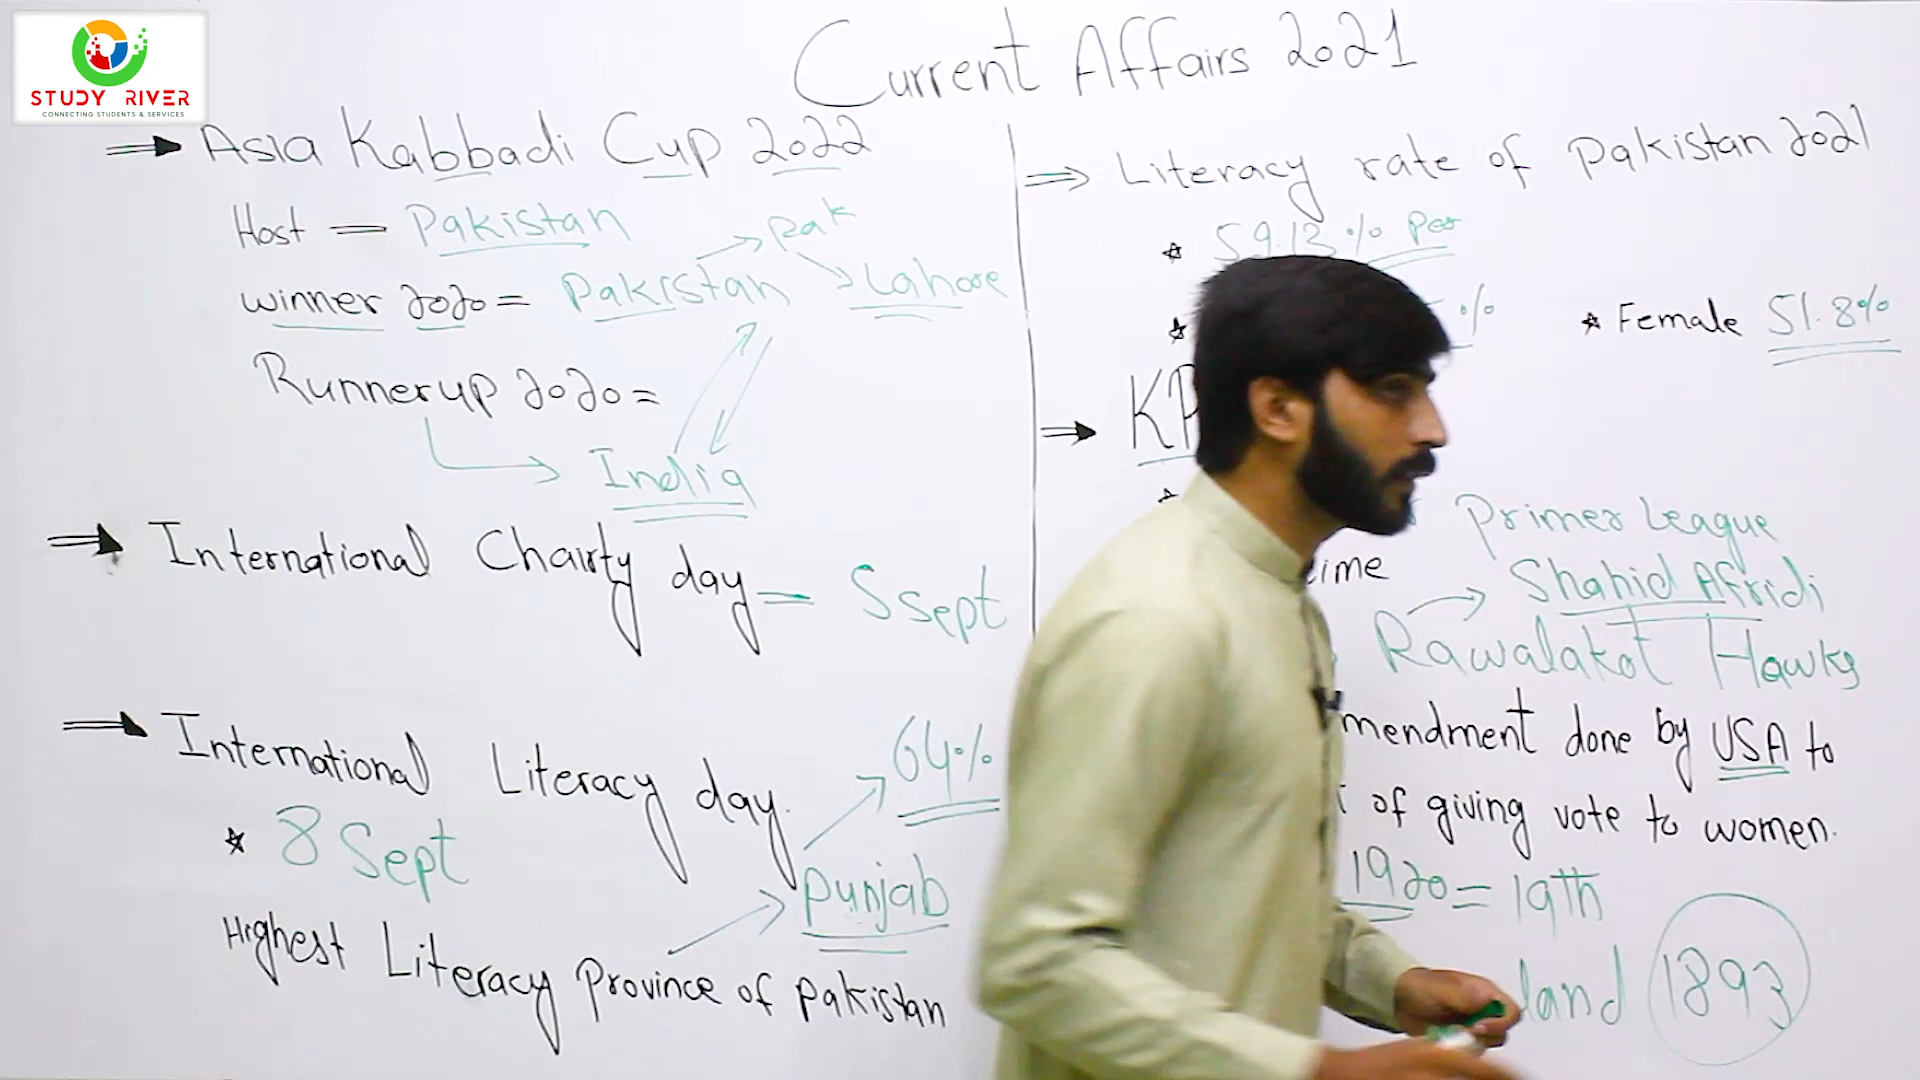 STUDY RIVER
CONNECTING STUDENTS & SERVICES
Current Affairs 2021
Asia Kabbadi Cup 2022
Host = Pakistan
Pak
winner 2020 = Pakistan
Lahore
Runnerup 2020 =
India
International Chairty day = 5 sept
International Literacy day.
64%
8 Sept
Punjab
Highest Literacy Province of Pakistan
Literacy rate of Pakistan 2021
59.13 % Per
%
Female 51.8%
KP
Primer League
Shahid Afridi
Rawalakot Hawks
mendment done by USA to
of giving vote to women.
1920 = 19th
land 1893